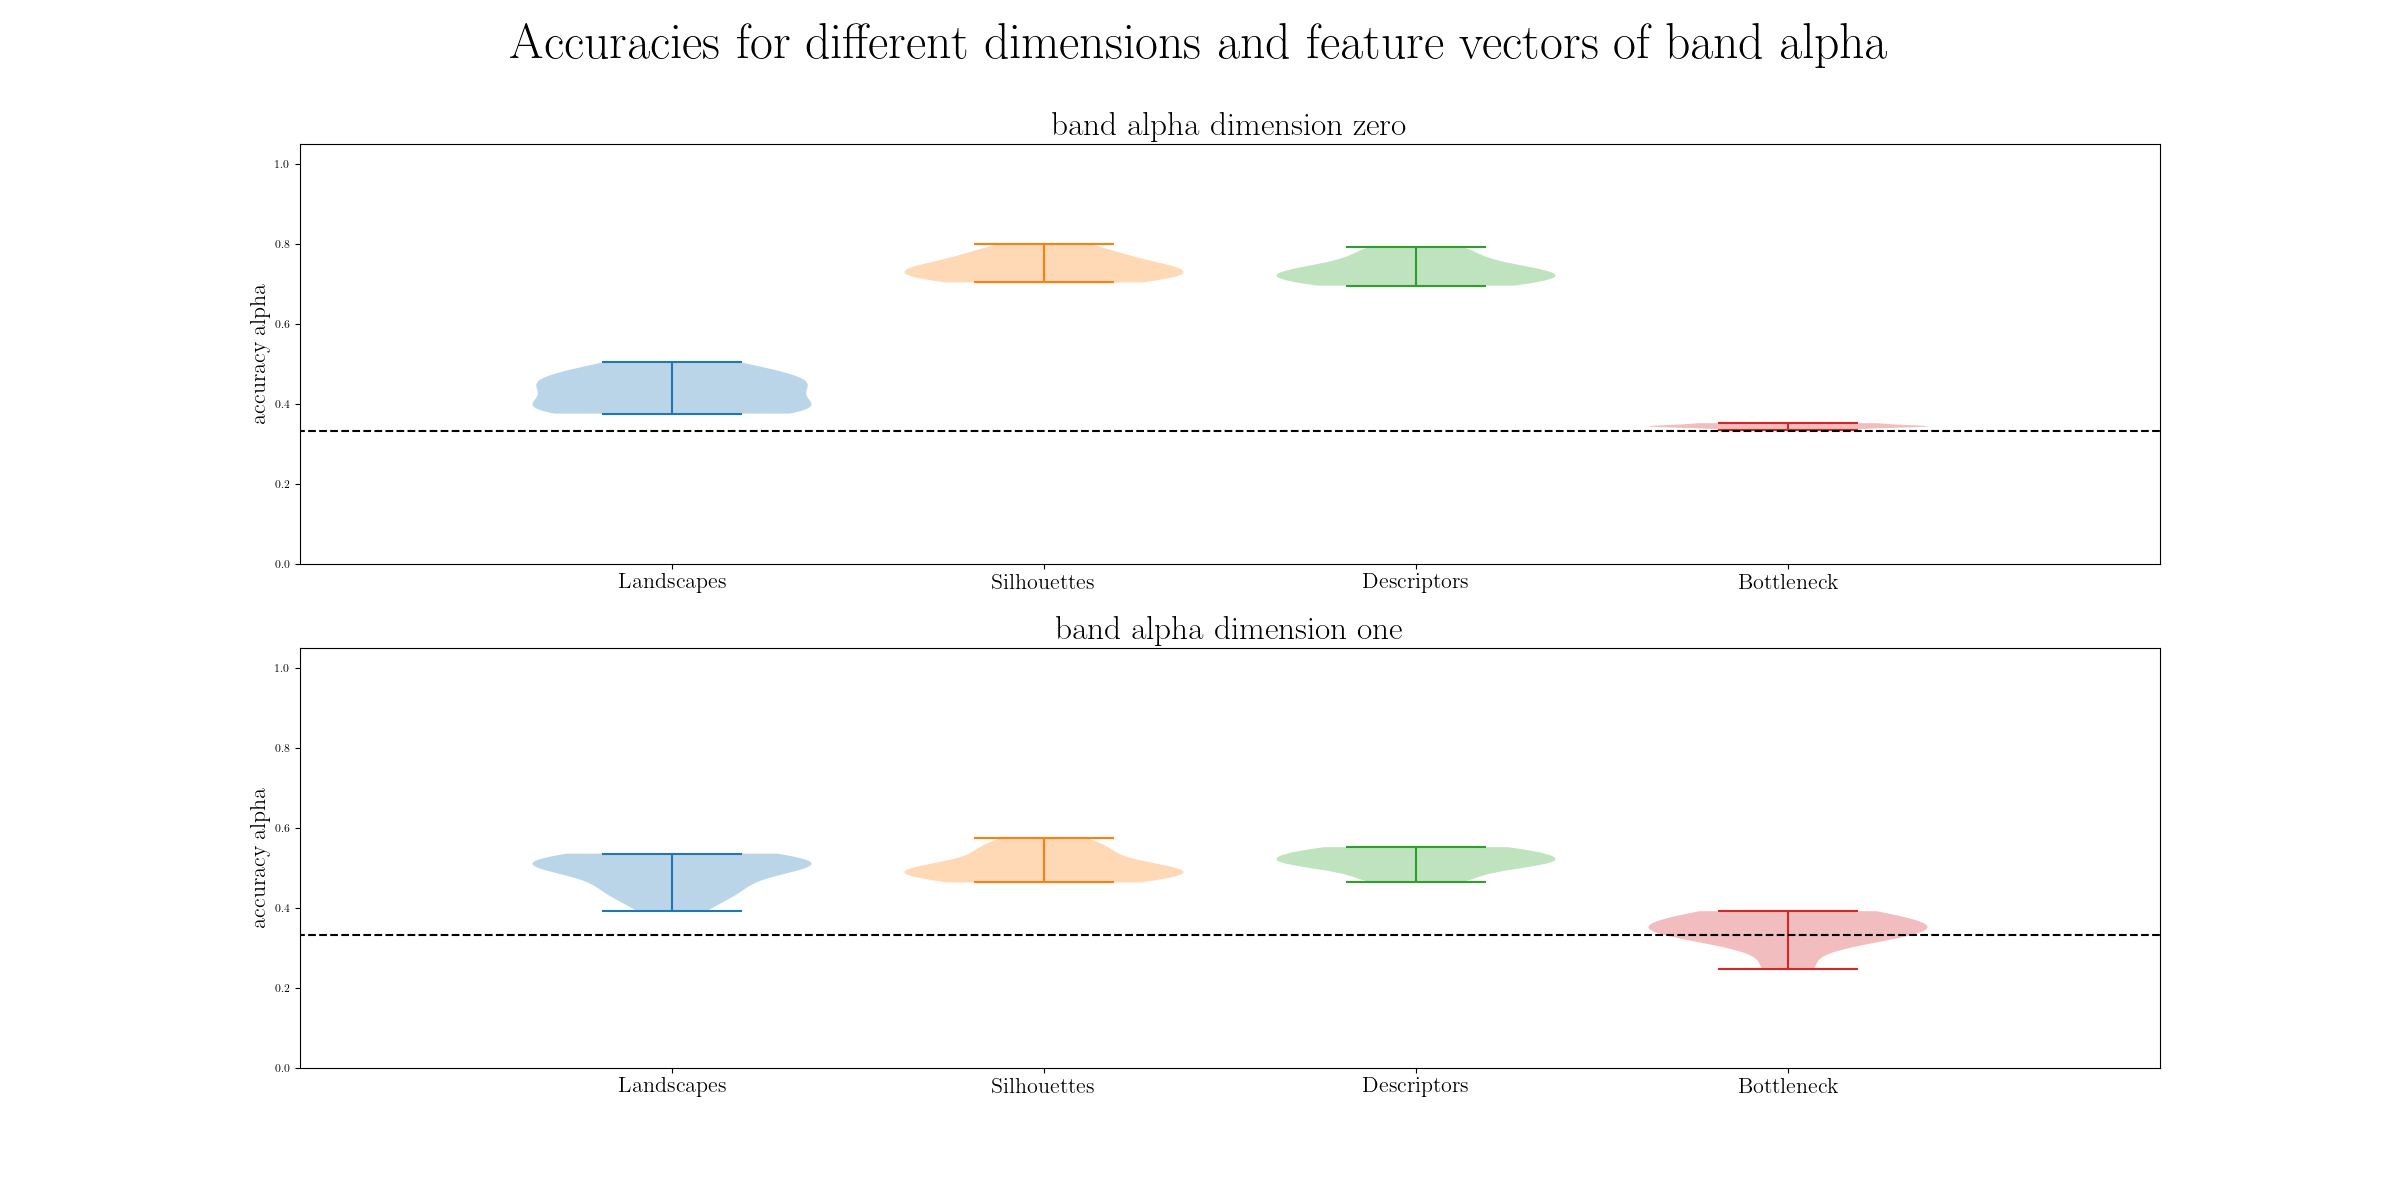 Accuracies for different dimensions and feature vectors of band alpha
band alpha dimension zero
1.0
0.8
0.6
0.4
0.2
0.0
accuracy alpha
Landscapes Silhouettes Descriptors Bottleneck
band alpha dimension one
1.0
0.8
0.6
0.4
0.2
0.0
accuracy alpha
Landscapes Silhouettes Descriptors Bottleneck